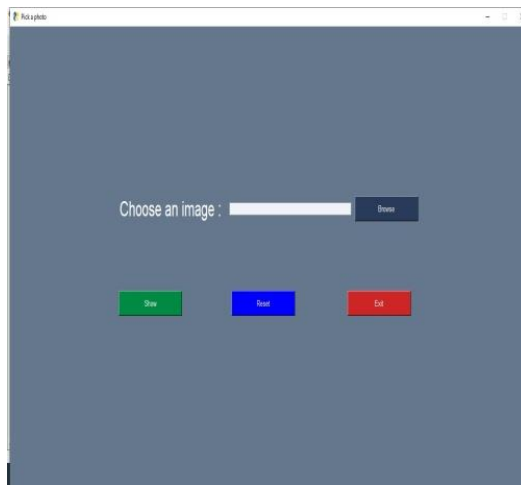 Pick a photo
Choose an image :
Browse
Show
Reset
Exit